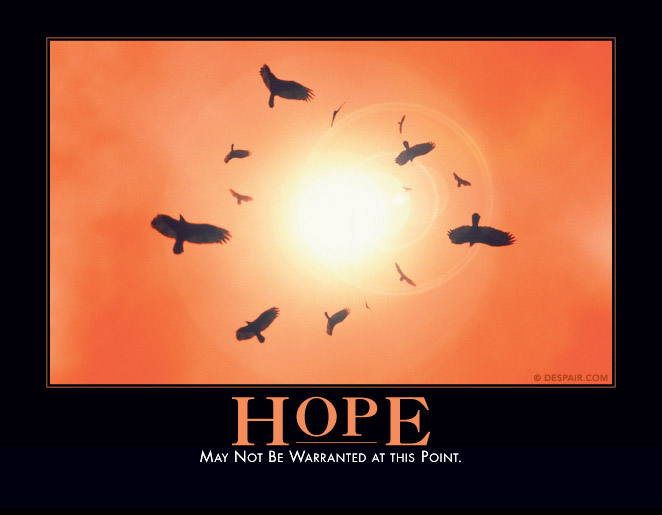 © DESPAIR.COM
HOPE
MAY NOT BE WARRANTED AT THIS POINT.